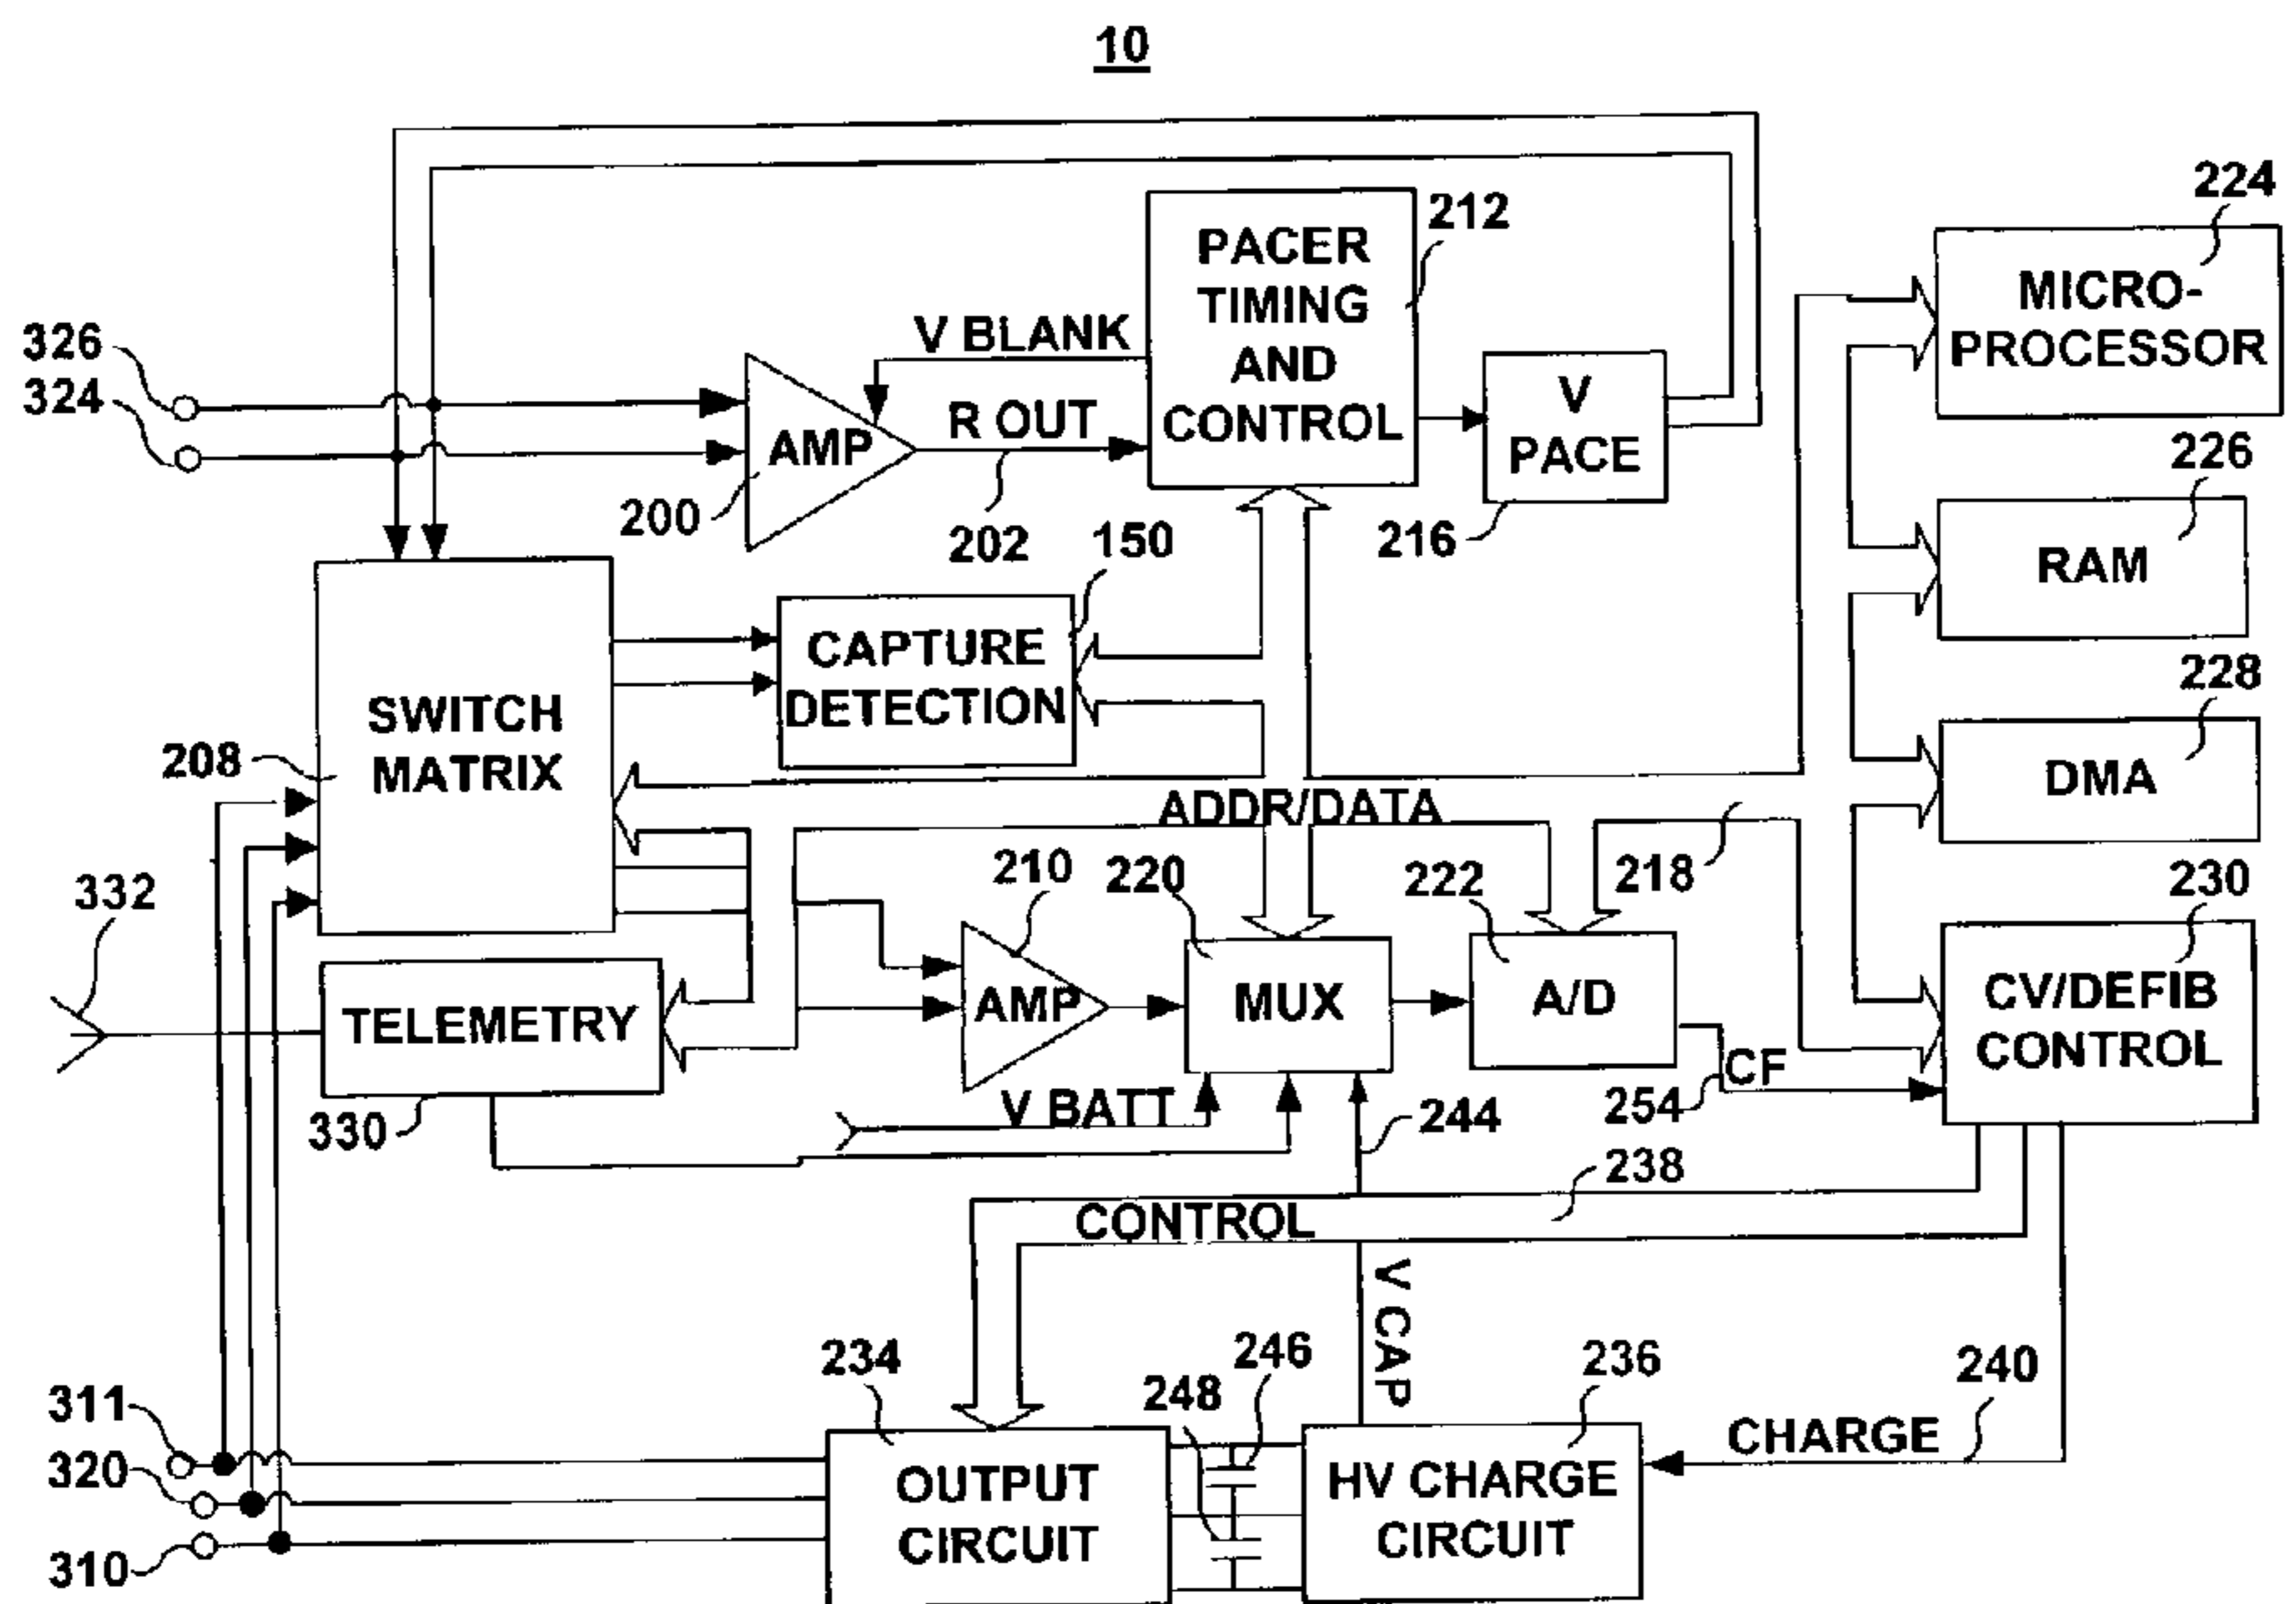 10
224
212
PACER
TIMING
AND
CONTROL
MICRO-
PROCESSOR
326
324
V BLANK
V
PACE
R OUT
AMP
226
200
202
150
216
RAM
CAPTURE
DETECTION
228
SWITCH
MATRIX
208
DMA
ADDR/DATA
332
210
220
222
218
230
AMP
MUX
A/D
CV/DEFIB
CONTROL
TELEMETRY
CF
254
330
V BATT
244
238
CONTROL
V CAP
234
246
236
240
248
311
CHARGE
320
OUTPUT
CIRCUIT
HV CHARGE
CIRCUIT
310